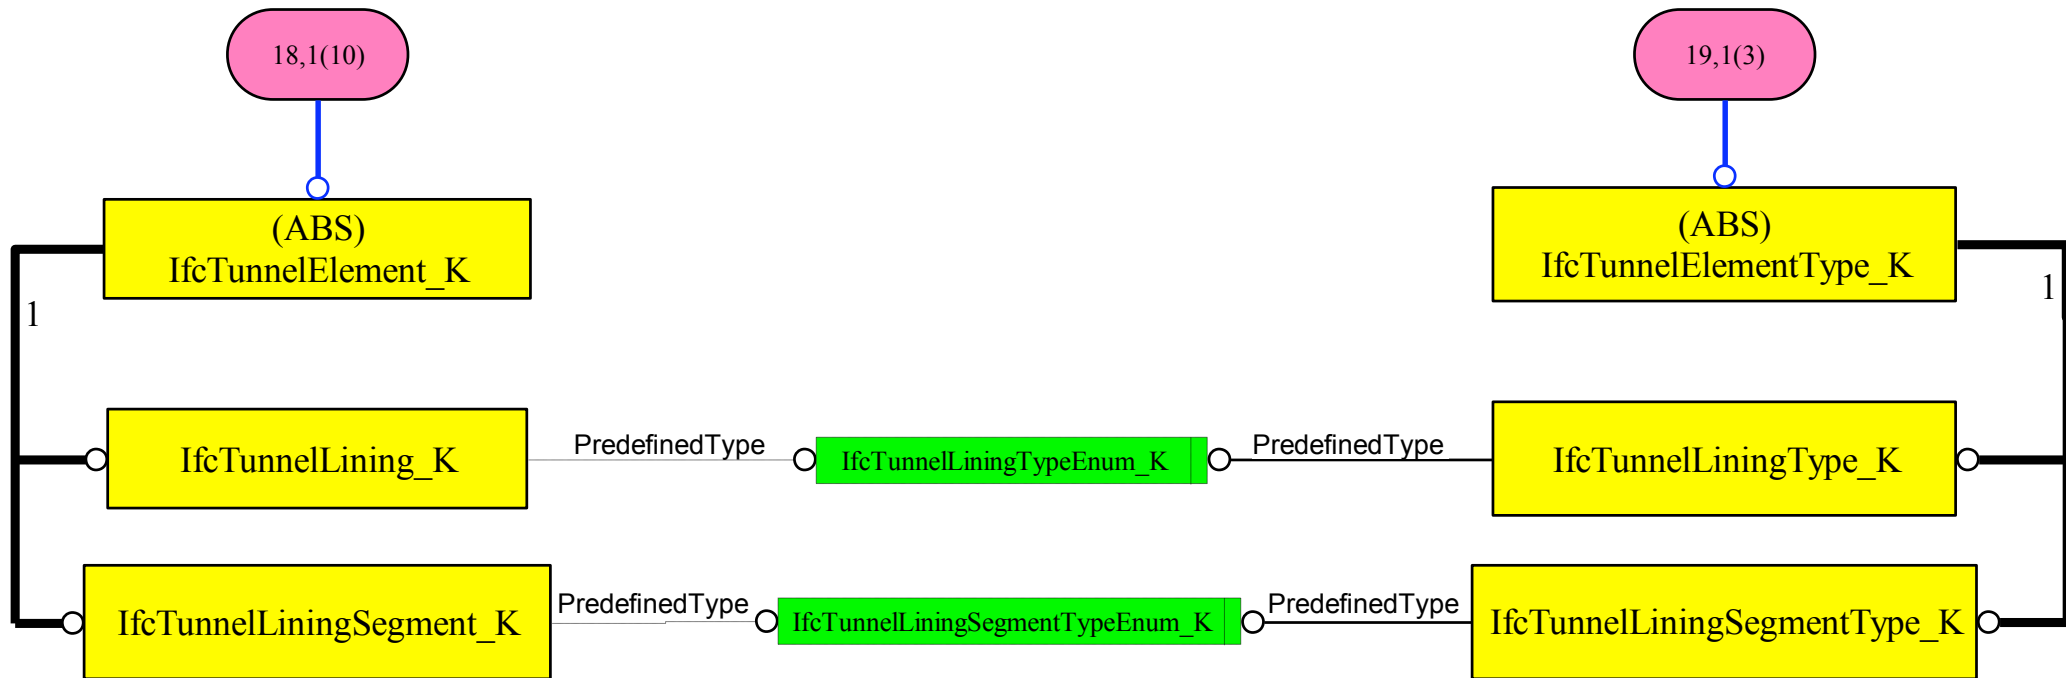 18,1(10)
19,1(3)
(ABS)
IfcTunnelElement_K
(ABS)
IfcTunnelElementType_K
1
1
IfcTunnelLining_K
PredefinedType
IfcTunnelLiningTypeEnum_K
PredefinedType
IfcTunnelLiningType_K
IfcTunnelLiningSegment_K
PredefinedType
IfcTunnelLiningSegmentTypeEnum_K
PredefinedType
IfcTunnelLiningSegmentType_K